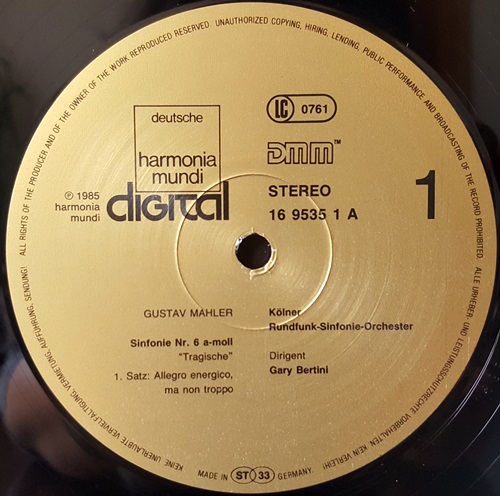 ALL RIGHTS OF THE PRODUCER AND OF THE OWNER OF THE WORK REPRODUCED RESERVED. UNAUTHORIZED COPYING, HIRING, LENDING, PUBLIC PERFORMANCE AND BROADCASTING OF THE RECORD PROHIBITED.
ALLE URHEBER- UND LEISTUNGSSCHUTZRECHTE VORBEHALTEN. KEIN VERLEIH! KEINE UNERLAUBTE VERVIELFÄLTIGUNG, VERMIETUNG, AUFFÜHRUNG, SENDUNG!
deutsche
harmonia
mundi
digital
℗ 1985
harmonia
mundi
LC 0761
DMM™
STEREO
16 9535 1 A
1
GUSTAV MAHLER
Sinfonie Nr. 6 a-moll
"Tragische"
1. Satz: Allegro energico,
ma non troppo
Kölner
Rundfunk-Sinfonie-Orchester
Dirigent
Gary Bertini
MADE IN ST 33 GERMANY